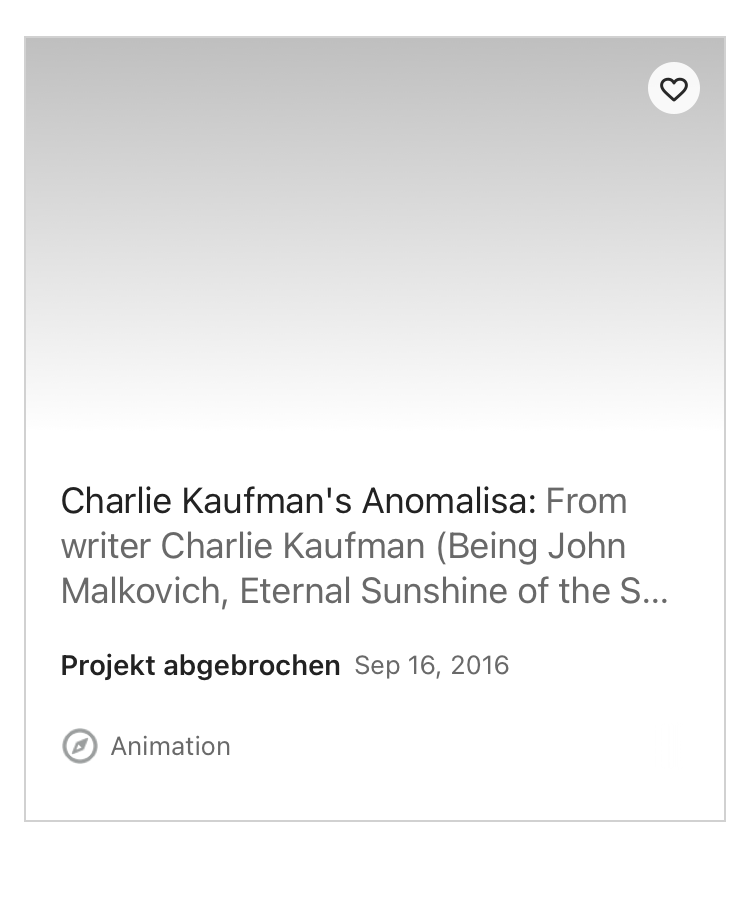 Charlie Kaufman's Anomalisa: From
writer Charlie Kaufman (Being John
Malkovich, Eternal Sunshine of the S...
Projekt abgebrochen Sep 16, 2016
Animation